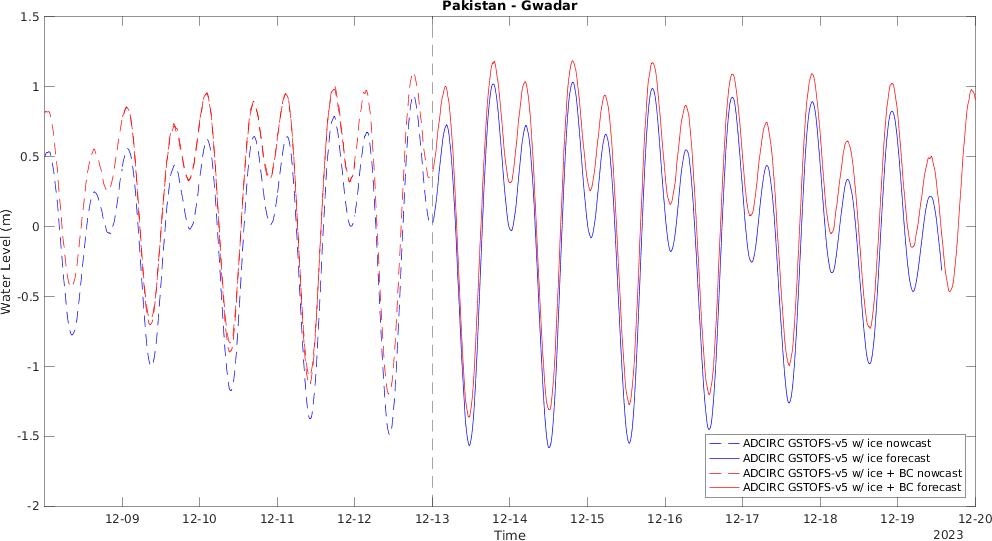 Pakistan - Gwadar
1.5
1
0.5
0
-0.5
-1
-1.5
-2
Water Level (m)
ADCIRC GSTOFS-v5 w/ ice nowcast
ADCIRC GSTOFS-v5 w/ ice forecast
ADCIRC GSTOFS-v5 w/ ice + BC nowcast
ADCIRC GSTOFS-v5 w/ ice + BC forecast
12-09 12-10 12-11 12-12 12-13 12-14 12-15 12-16 12-17 12-18 12-19 12-20
Time
2023